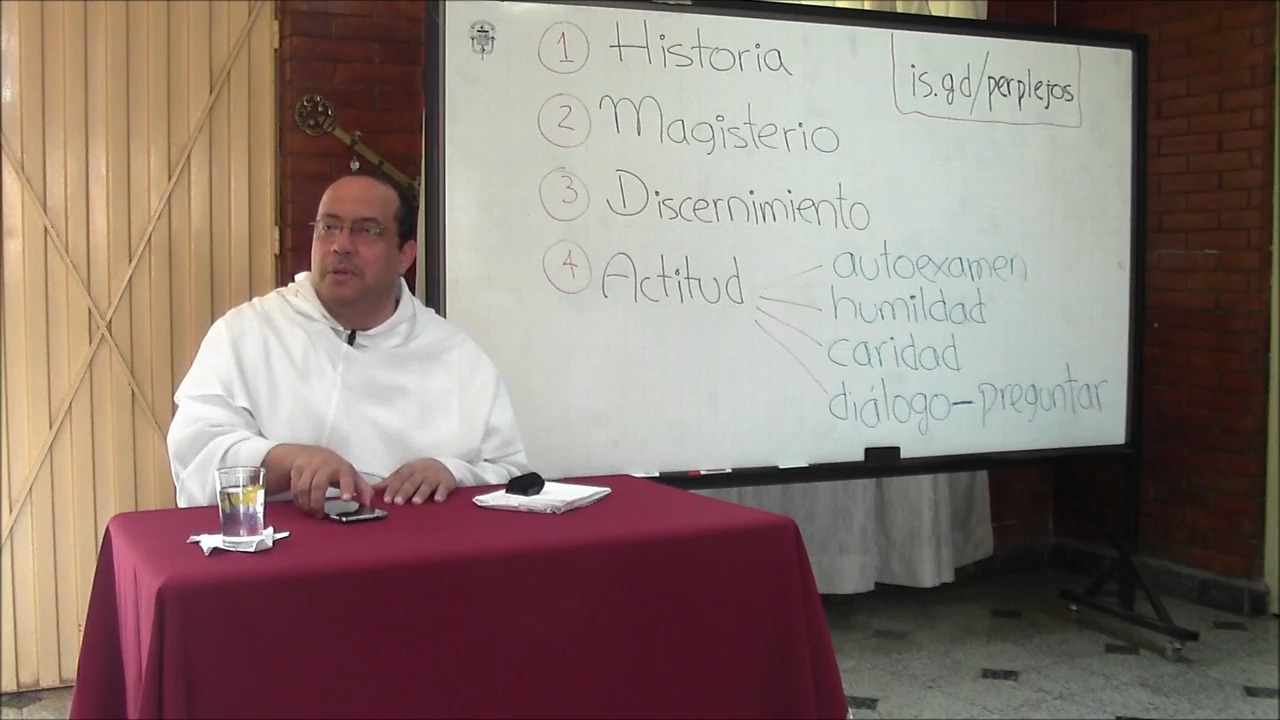 1 Historia
is.gd/perplejos
2 Magisterio
3 Discernimiento
4 Actitud
autoexamen
humildad
caridad
diálogo-preguntar